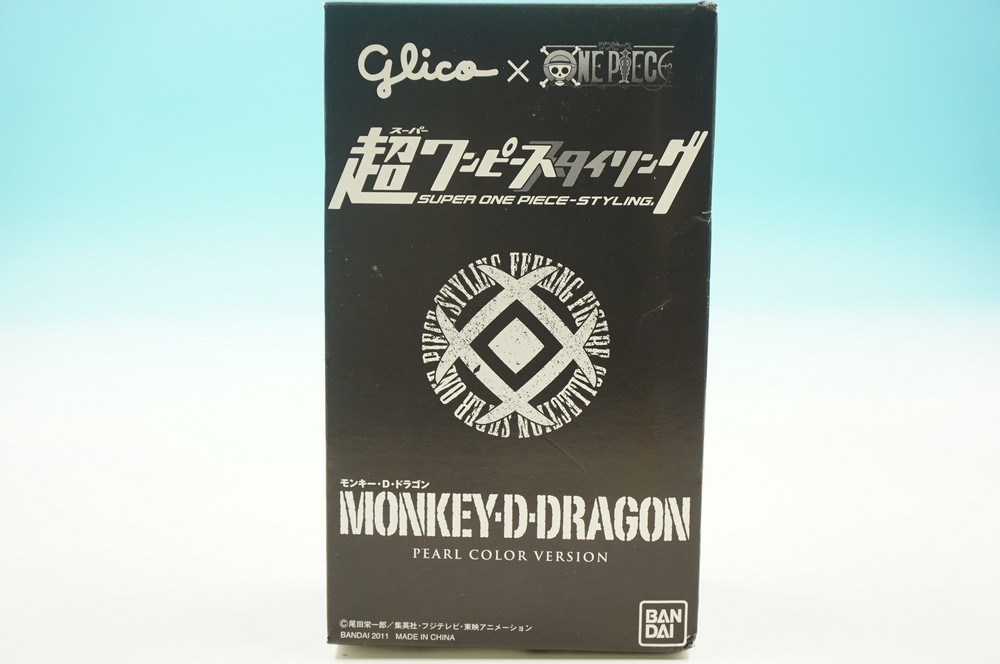 glico × ONE PIECE
スーパー
超ワンピーススタイリング
SUPER ONE PIECE-STYLING.
SUPER ONE PIECE STYLING FEELING FIGURE COLLECTION
モンキー・D・ドラゴン
MONKEY·D·DRAGON
PEARL COLOR VERSION
©尾田栄一郎／集英社・フジテレビ・東映アニメーション
BANDAI 2011 MADE IN CHINA
BAN
DAI